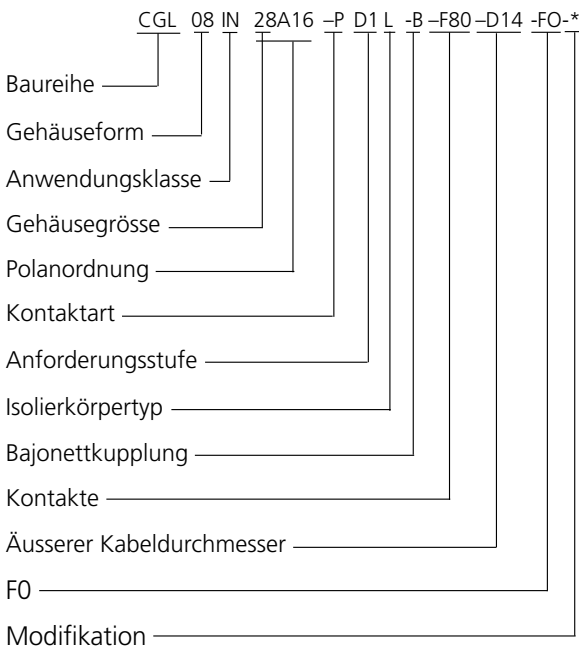 CGL 08 IN 28A16 –P D1 L -B –F80 –D14 -FO-*
Baureihe
Gehäuseform
Anwendungsklasse
Gehäusegrösse
Polanordnung
Kontaktart
Anforderungsstufe
Isolierkörpertyp
Bajonettkupplung
Kontakte
Äusserer Kabeldurchmesser
F0
Modifikation